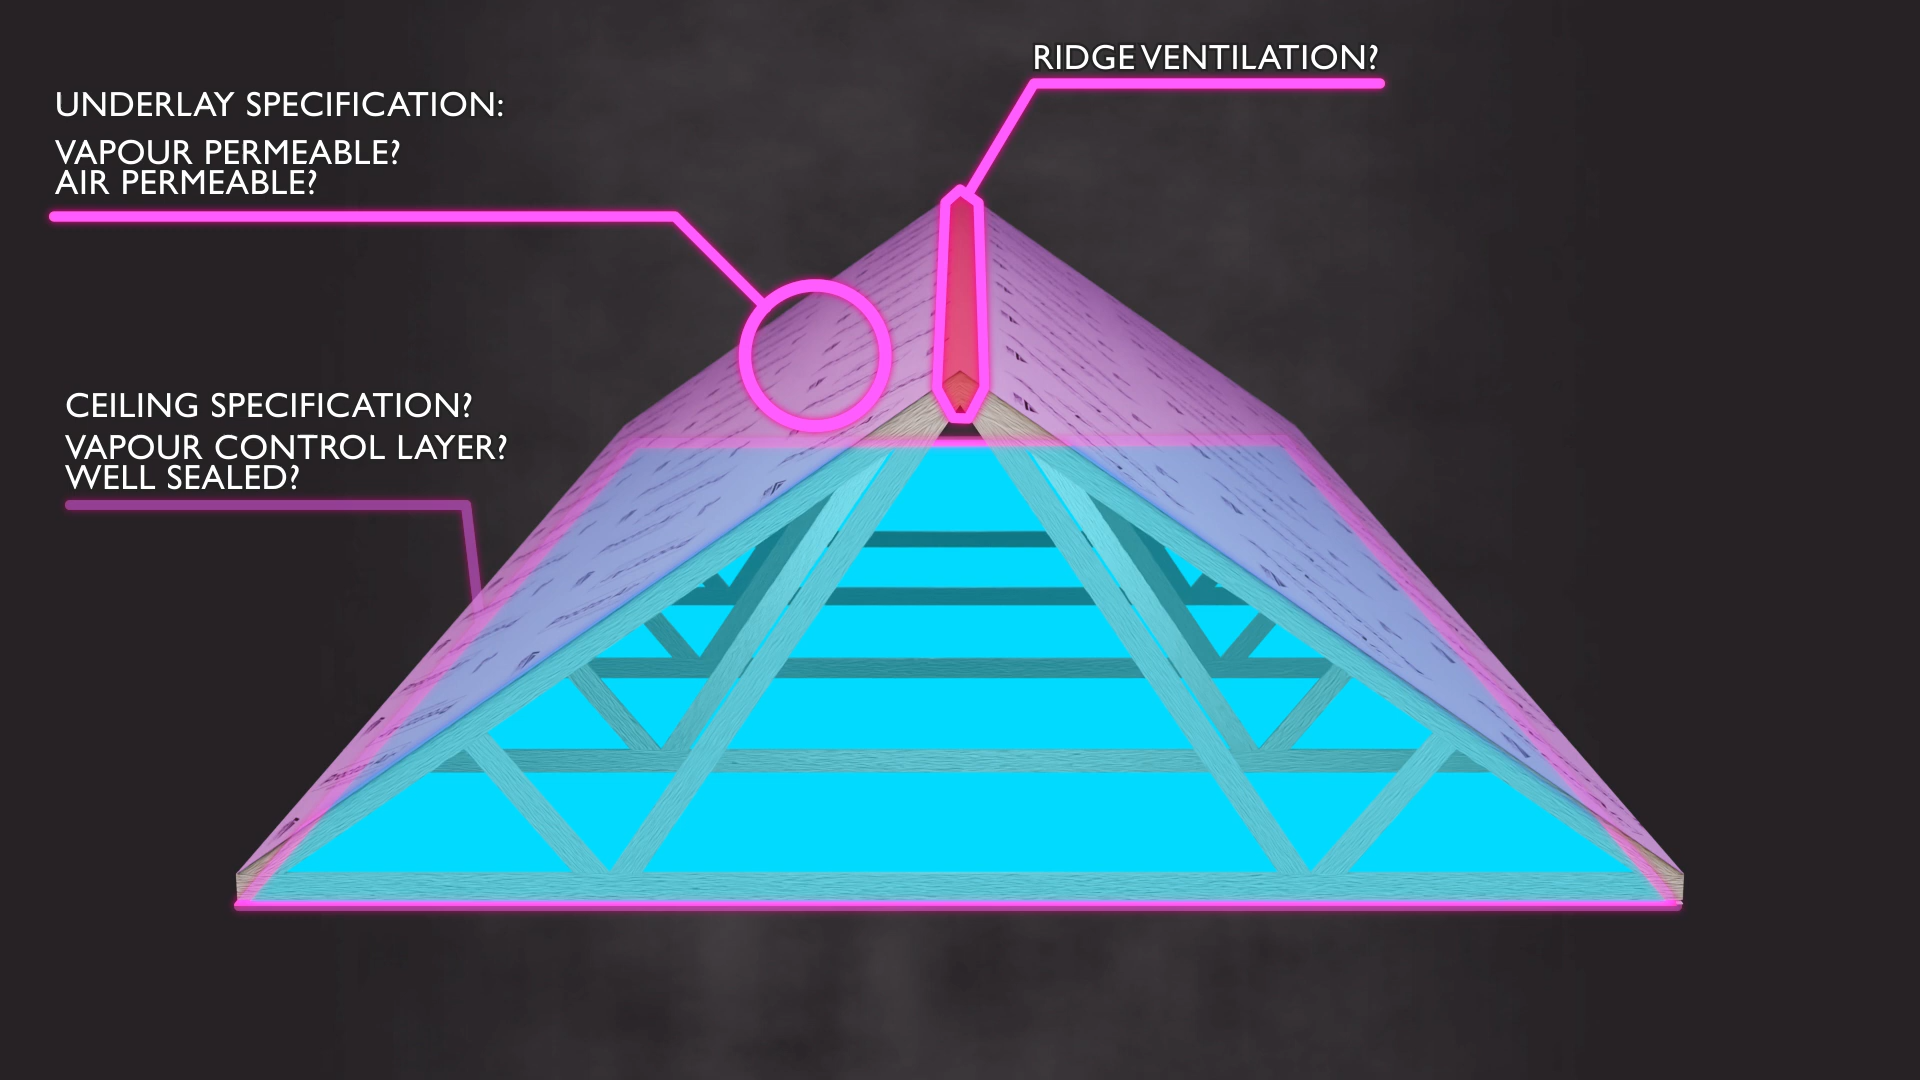 RIDGE VENTILATION?
UNDERLAY SPECIFICATION:
VAPOUR PERMEABLE?
AIR PERMEABLE?
CEILING SPECIFICATION?
VAPOUR CONTROL LAYER?
WELL SEALED?